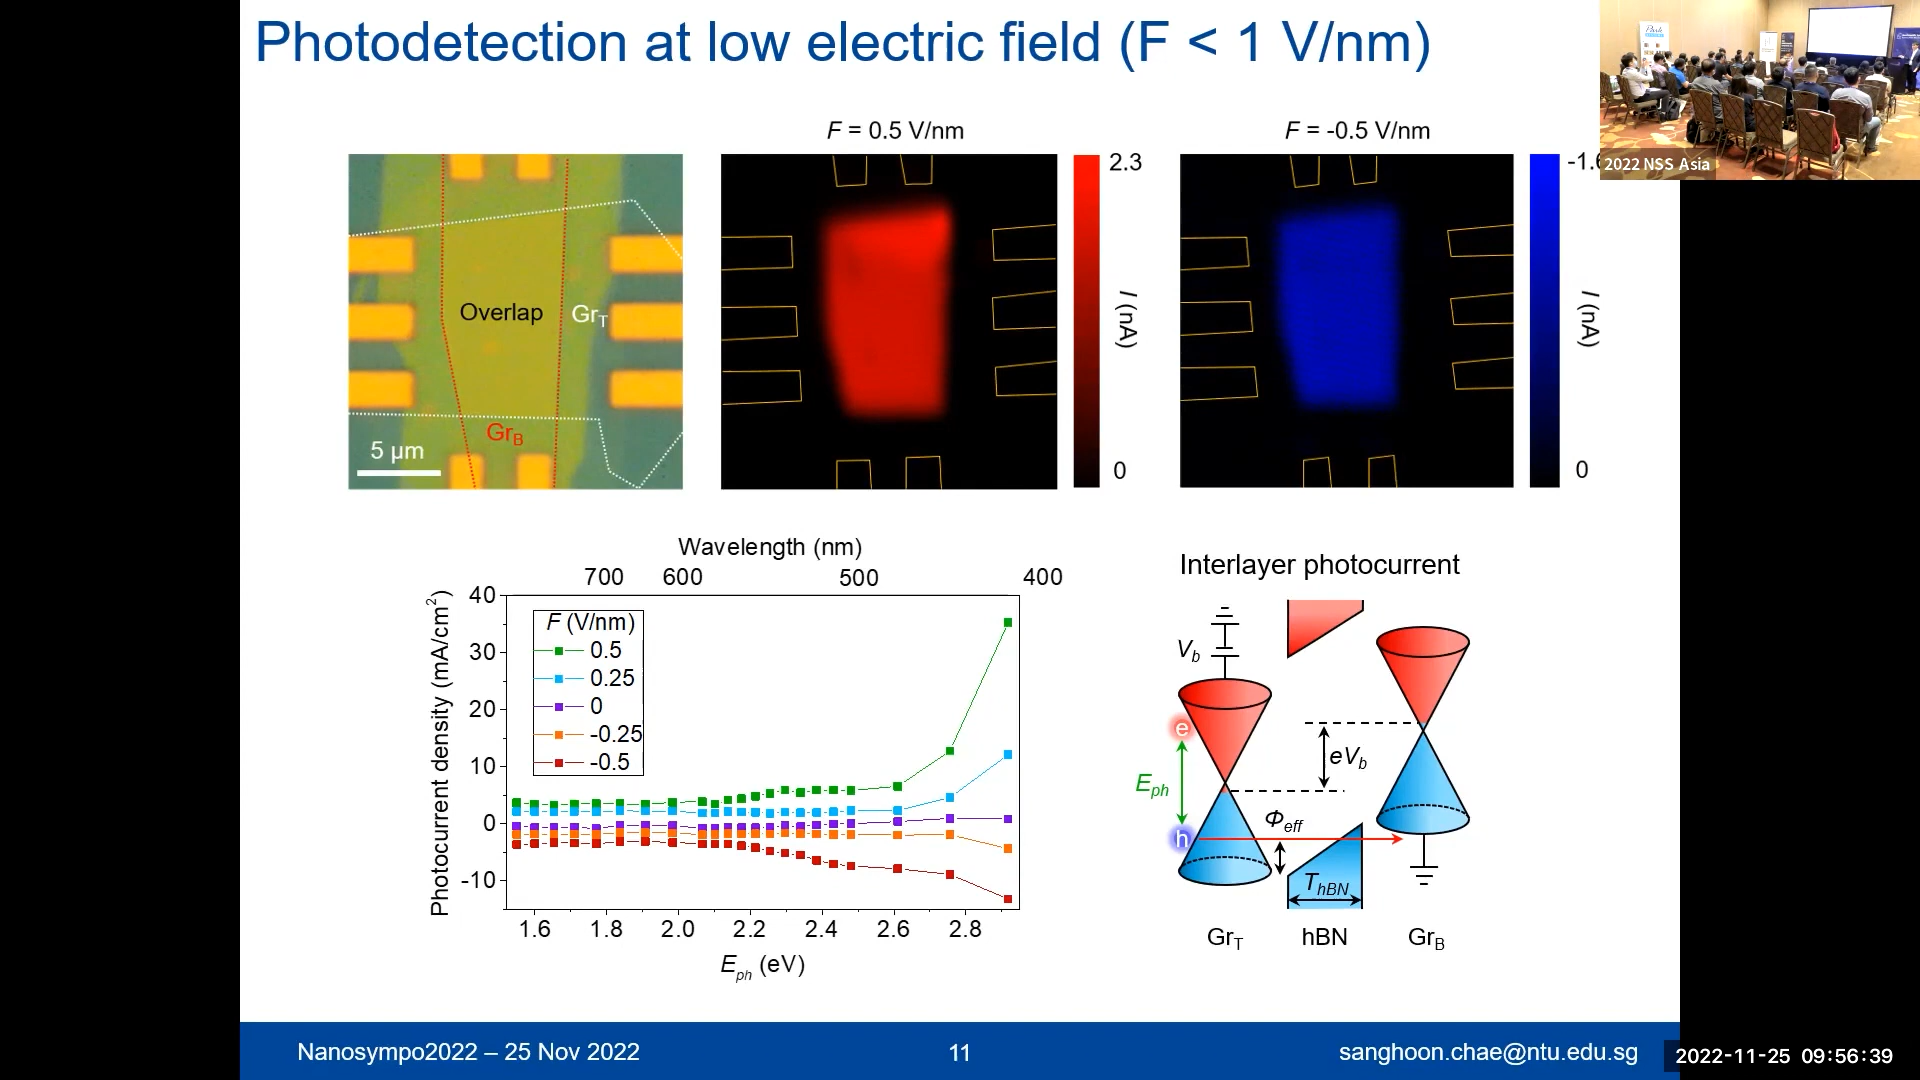 Photodetection at low electric field (F < 1 V/nm)
2022 NSS Asia
F = 0.5 V/nm
F = -0.5 V/nm
Overlap
GrT
GrB
5 µm
2.3
I (nA)
0
-1.6
I (nA)
0
Wavelength (nm)
700 600 500 400
Photocurrent density (mA/cm²)
40
30
20
10
0
-10
F (V/nm)
0.5
0.25
0
-0.25
-0.5
1.6 1.8 2.0 2.2 2.4 2.6 2.8
Eph (eV)
Interlayer photocurrent
Vb
e
Eph
h
eVb
Φeff
ThBN
GrT hBN GrB
Nanosympo2022 – 25 Nov 2022
11
sanghoon.chae@ntu.edu.sg
2022-11-25 09:56:39